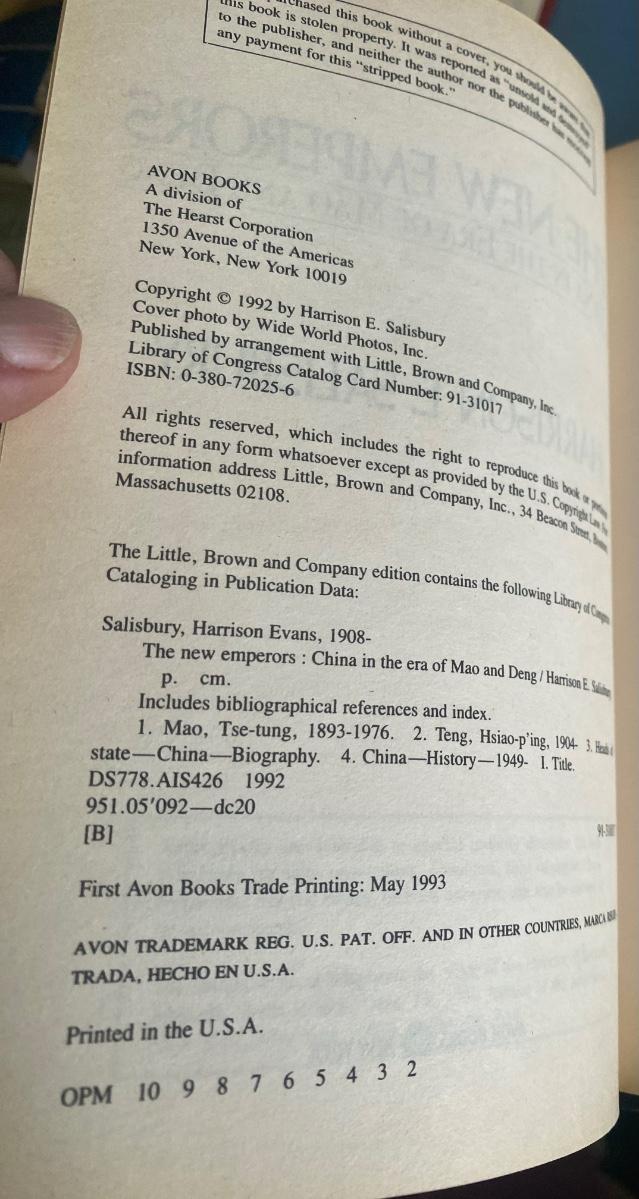 purchased this book without a cover, you should be aware that
this book is stolen property. It was reported as "unsold and destroyed"
to the publisher, and neither the author nor the publisher has received
any payment for this "stripped book."
AVON BOOKS
A division of
The Hearst Corporation
1350 Avenue of the Americas
New York, New York 10019
Copyright © 1992 by Harrison E. Salisbury
Cover photo by Wide World Photos, Inc.
Published by arrangement with Little, Brown and Company, Inc.
Library of Congress Catalog Card Number: 91-31017
ISBN: 0-380-72025-6
All rights reserved, which includes the right to reproduce this book or portions
thereof in any form whatsoever except as provided by the U.S. Copyright Law. For
information address Little, Brown and Company, Inc., 34 Beacon Street, Boston,
Massachusetts 02108.
The Little, Brown and Company edition contains the following Library of Congress
Cataloging in Publication Data:
Salisbury, Harrison Evans, 1908-
The new emperors : China in the era of Mao and Deng / Harrison E. Salisbury
p. cm.
Includes bibliographical references and index.
1. Mao, Tse-tung, 1893-1976. 2. Teng, Hsiao-p'ing, 1904- 3. Heads of
state—China—Biography. 4. China—History—1949- I. Title.
DS778.A1S426 1992
951.05'092—dc20
[B]
First Avon Books Trade Printing: May 1993
AVON TRADEMARK REG. U.S. PAT. OFF. AND IN OTHER COUNTRIES, MARCA REGIS-
TRADA, HECHO EN U.S.A.
Printed in the U.S.A.
OPM 10 9 8 7 6 5 4 3 2